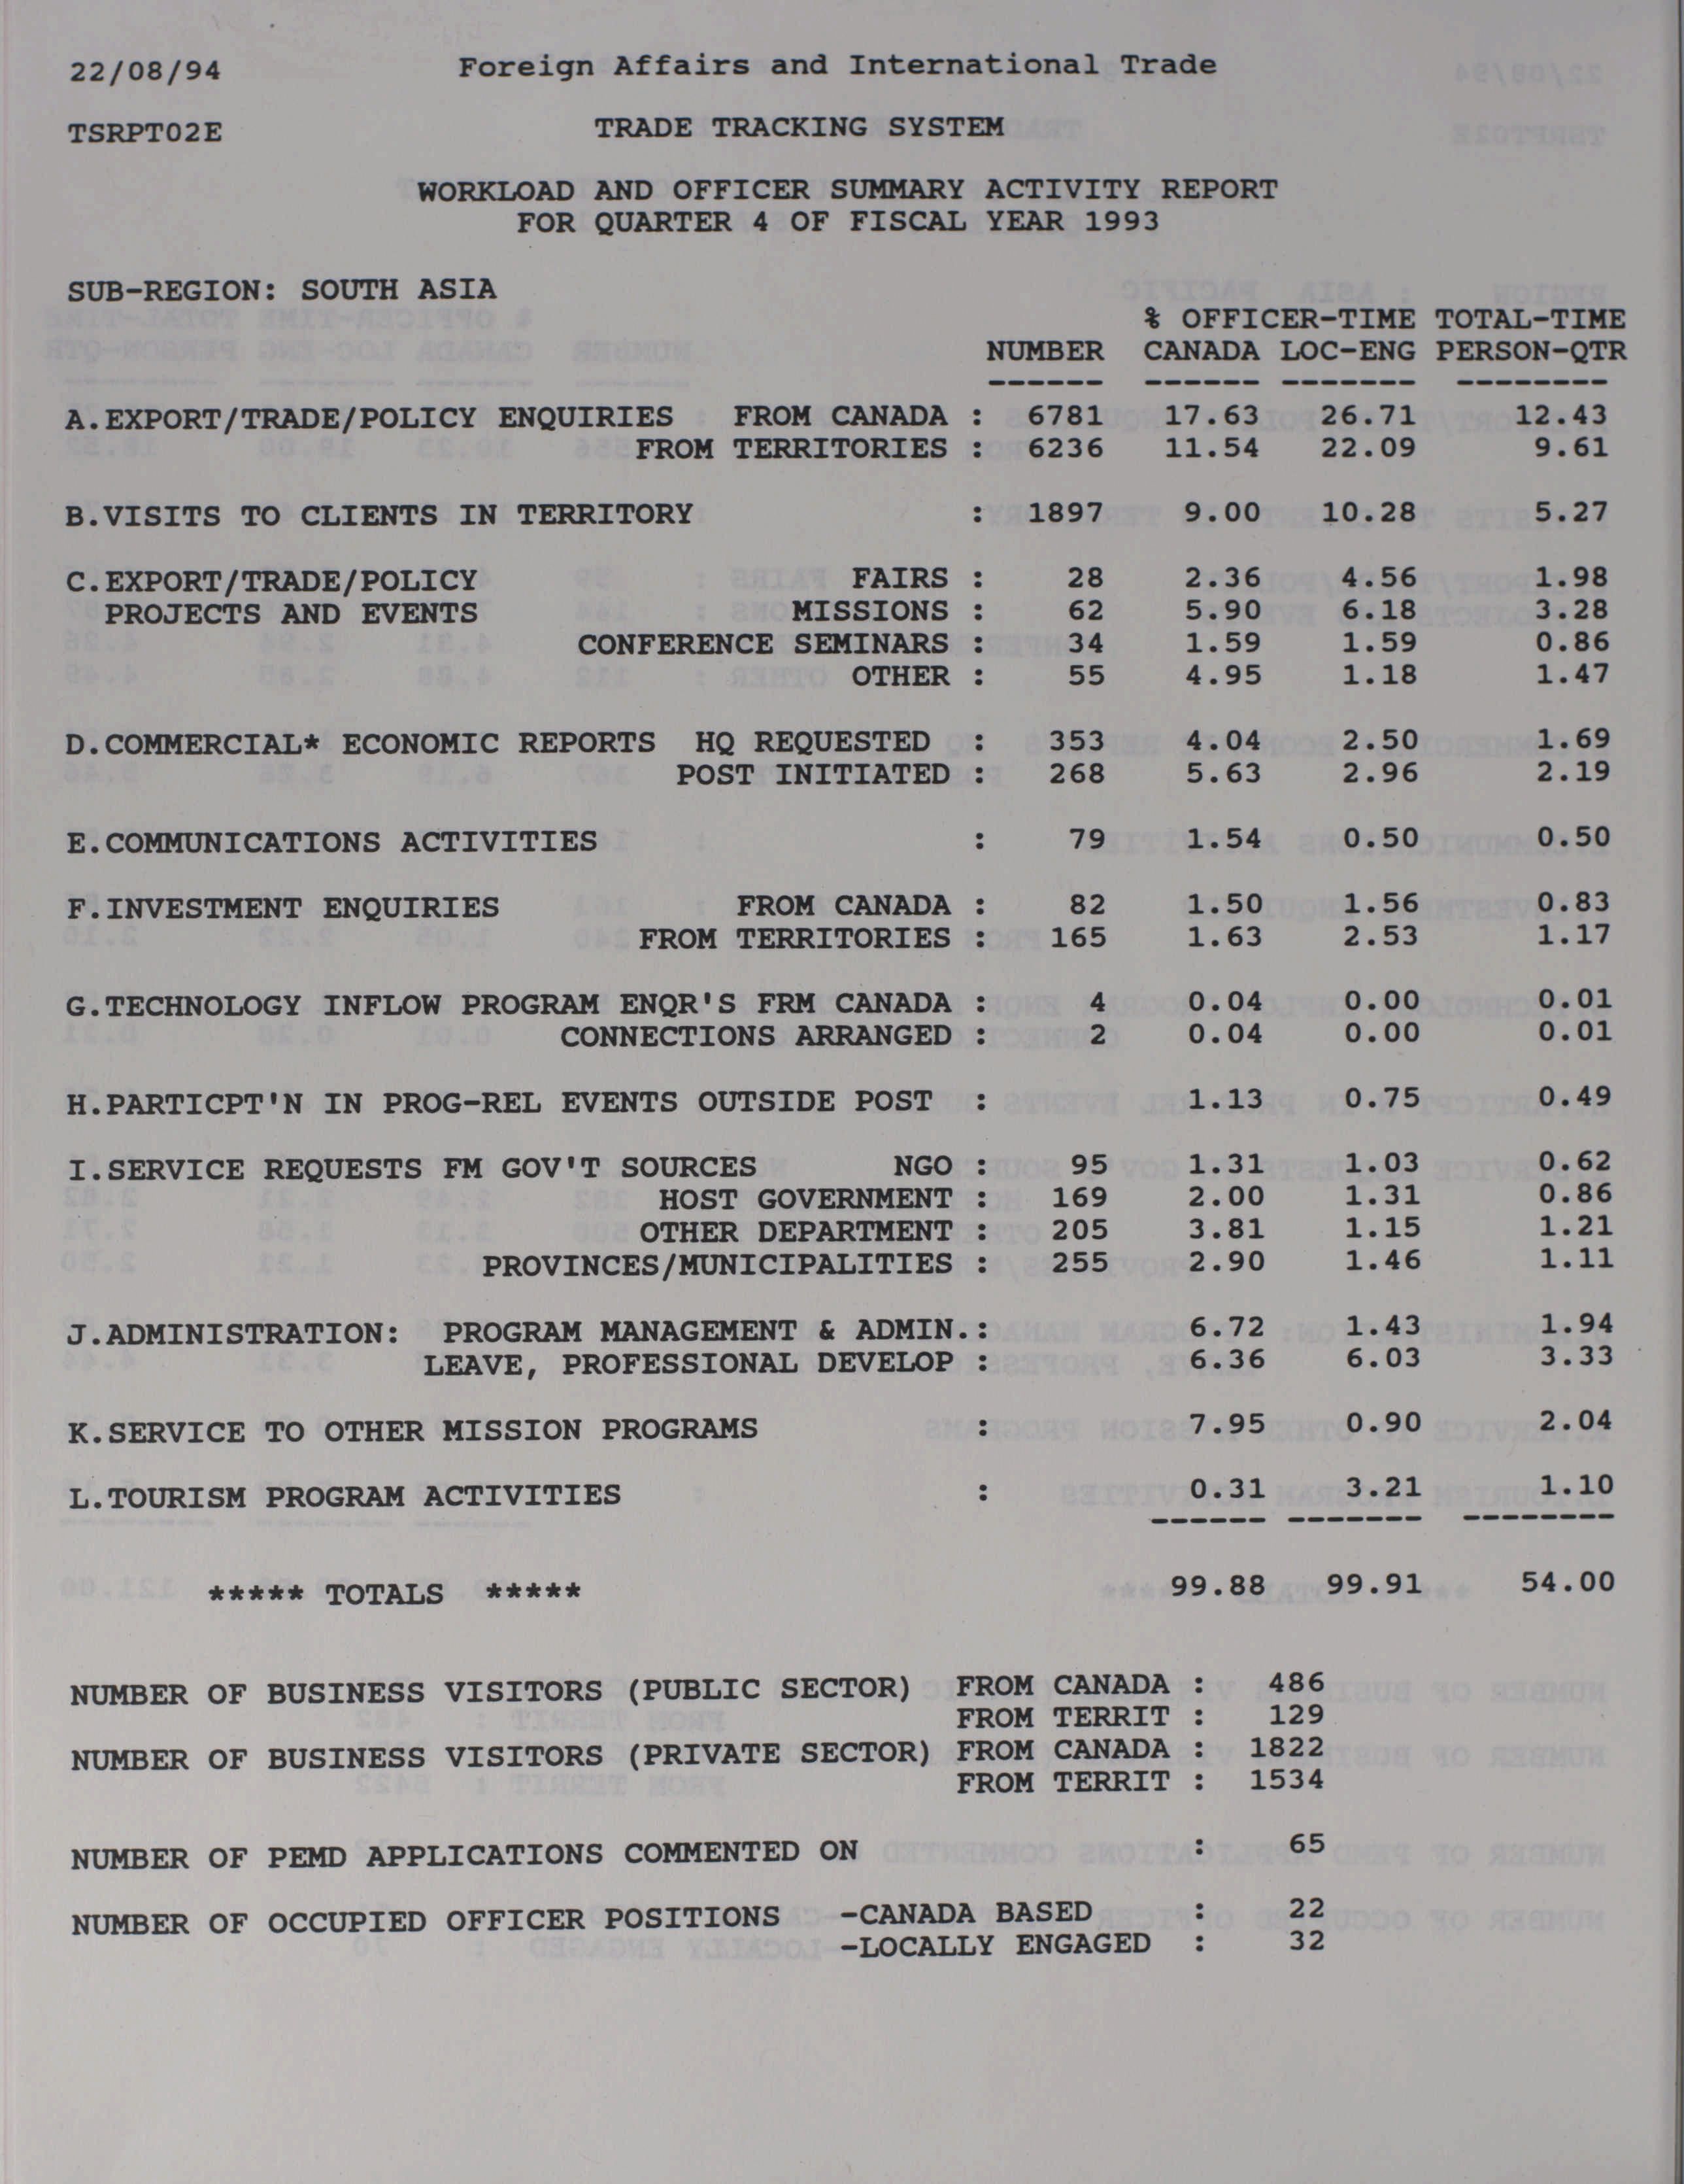 22/08/94 Foreign Affairs and International Trade
TSRPT02E TRADE TRACKING SYSTEM
WORKLOAD AND OFFICER SUMMARY ACTIVITY REPORT
FOR QUARTER 4 OF FISCAL YEAR 1993
SUB-REGION: SOUTH ASIA
% OFFICER-TIME TOTAL-TIME
NUMBER CANADA LOC-ENG PERSON-QTR
------ ------ ------- --------
A.EXPORT/TRADE/POLICY ENQUIRIES FROM CANADA : 6781 17.63 26.71 12.43
FROM TERRITORIES : 6236 11.54 22.09 9.61
B.VISITS TO CLIENTS IN TERRITORY : 1897 9.00 10.28 5.27
C.EXPORT/TRADE/POLICY FAIRS : 28 2.36 4.56 1.98
PROJECTS AND EVENTS MISSIONS : 62 5.90 6.18 3.28
CONFERENCE SEMINARS : 34 1.59 1.59 0.86
OTHER : 55 4.95 1.18 1.47
D.COMMERCIAL* ECONOMIC REPORTS HQ REQUESTED : 353 4.04 2.50 1.69
POST INITIATED : 268 5.63 2.96 2.19
E.COMMUNICATIONS ACTIVITIES : 79 1.54 0.50 0.50
F.INVESTMENT ENQUIRIES FROM CANADA : 82 1.50 1.56 0.83
FROM TERRITORIES : 165 1.63 2.53 1.17
G.TECHNOLOGY INFLOW PROGRAM ENQR'S FRM CANADA : 4 0.04 0.00 0.01
CONNECTIONS ARRANGED : 2 0.04 0.00 0.01
H.PARTICPT'N IN PROG-REL EVENTS OUTSIDE POST : 1.13 0.75 0.49
I.SERVICE REQUESTS FM GOV'T SOURCES NGO : 95 1.31 1.03 0.62
HOST GOVERNMENT : 169 2.00 1.31 0.86
OTHER DEPARTMENT : 205 3.81 1.15 1.21
PROVINCES/MUNICIPALITIES : 255 2.90 1.46 1.11
J.ADMINISTRATION: PROGRAM MANAGEMENT & ADMIN.: 6.72 1.43 1.94
LEAVE, PROFESSIONAL DEVELOP : 6.36 6.03 3.33
K.SERVICE TO OTHER MISSION PROGRAMS : 7.95 0.90 2.04
L.TOURISM PROGRAM ACTIVITIES : 0.31 3.21 1.10
------ ------- --------
***** TOTALS ***** 99.88 99.91 54.00
NUMBER OF BUSINESS VISITORS (PUBLIC SECTOR) FROM CANADA : 486
FROM TERRIT : 129
NUMBER OF BUSINESS VISITORS (PRIVATE SECTOR) FROM CANADA : 1822
FROM TERRIT : 1534
NUMBER OF PEMD APPLICATIONS COMMENTED ON : 65
NUMBER OF OCCUPIED OFFICER POSITIONS -CANADA BASED : 22
-LOCALLY ENGAGED : 32